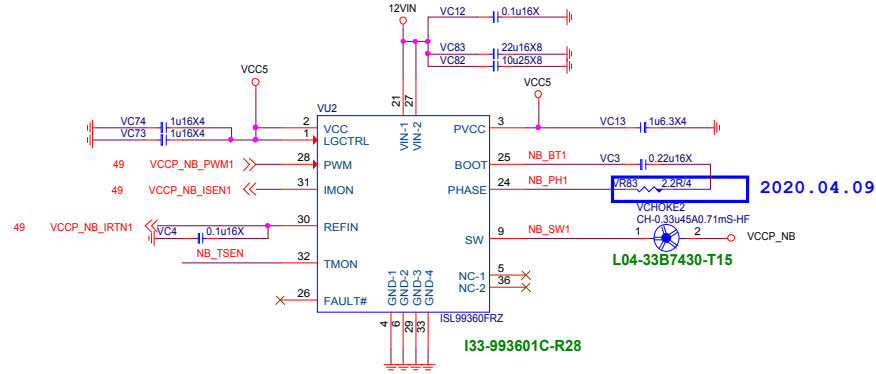 12VIN
VC12 0.1u16X
VC83 22u16X8
VC82 10u25X8
VCC5
VCC5
VU2
21
27
VC74 1u16X4
VC73 1u16X4
2 VCC
1 LGCTRL
VIN-1
VIN-2
PVCC 3
VC13 1u6.3X4
49 VCCP_NB_PWM1 28 PWM
BOOT 25 NB_BT1 VC3 0.22u16X
49 VCCP_NB_ISEN1 31 IMON
PHASE 24 NB_PH1 VR83 2.2R/4 2020.04.09
VCHOKE2
CH-0.33u45A0.71mS-HF
49 VCCP_NB_IRTN1 30 REFIN
VC4 0.1u16X
SW 9 NB_SW1 1 2 VCCP_NB
L04-33B7430-T15
NB_TSEN 32 TMON
NC-1 5
NC-2 36
26 FAULT#
GND-1
GND-2
GND-3
GND-4
ISL99360FRZ
4
6
29
33
I33-993601C-R28